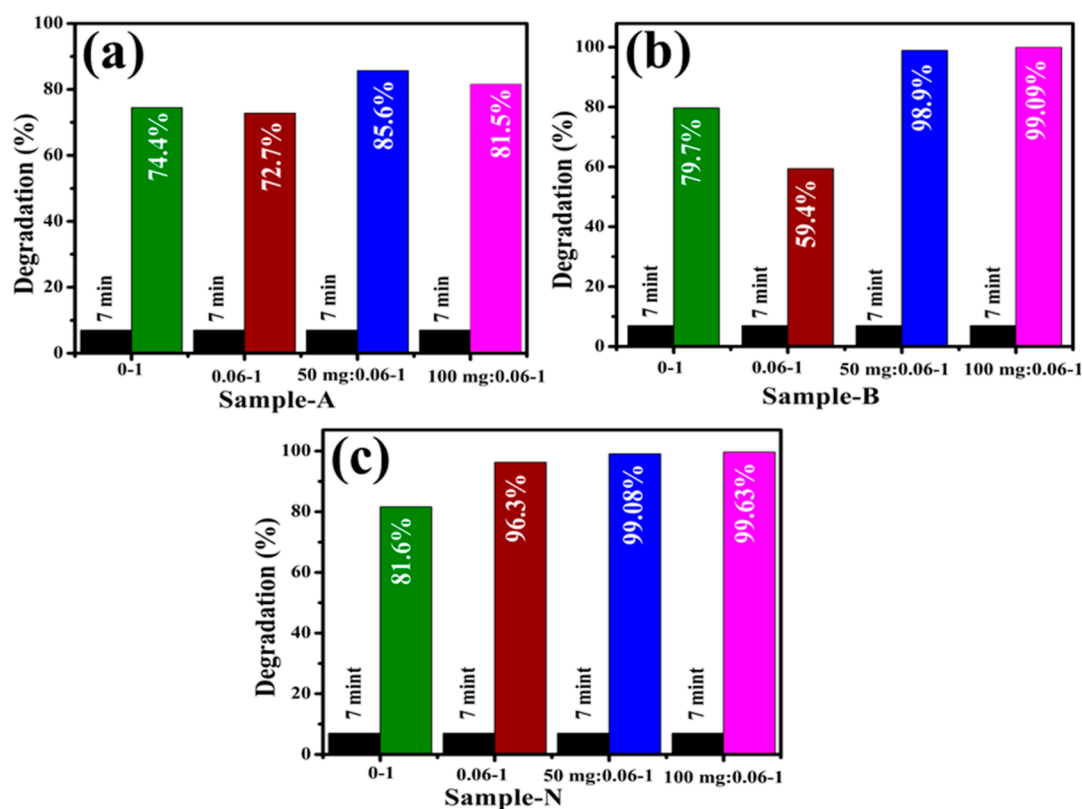 (a)
Degradation (%)
100
80
60
40
20
0
7 min
74.4%
7 min
72.7%
7 min
85.6%
7 min
81.5%
0-1
0.06-1
50 mg:0.06-1
100 mg:0.06-1
Sample-A
(b)
Degradation (%)
100
80
60
40
20
0
7 mint
79.7%
7 mint
59.4%
7 mint
98.9%
7 mint
99.09%
0-1
0.06-1
50 mg:0.06-1
100 mg:0.06-1
Sample-B
(c)
Degradation (%)
100
80
60
40
20
0
7 mint
81.6%
7 mint
96.3%
7 mint
99.08%
7 mint
99.63%
0-1
0.06-1
50 mg:0.06-1
100 mg:0.06-1
Sample-N